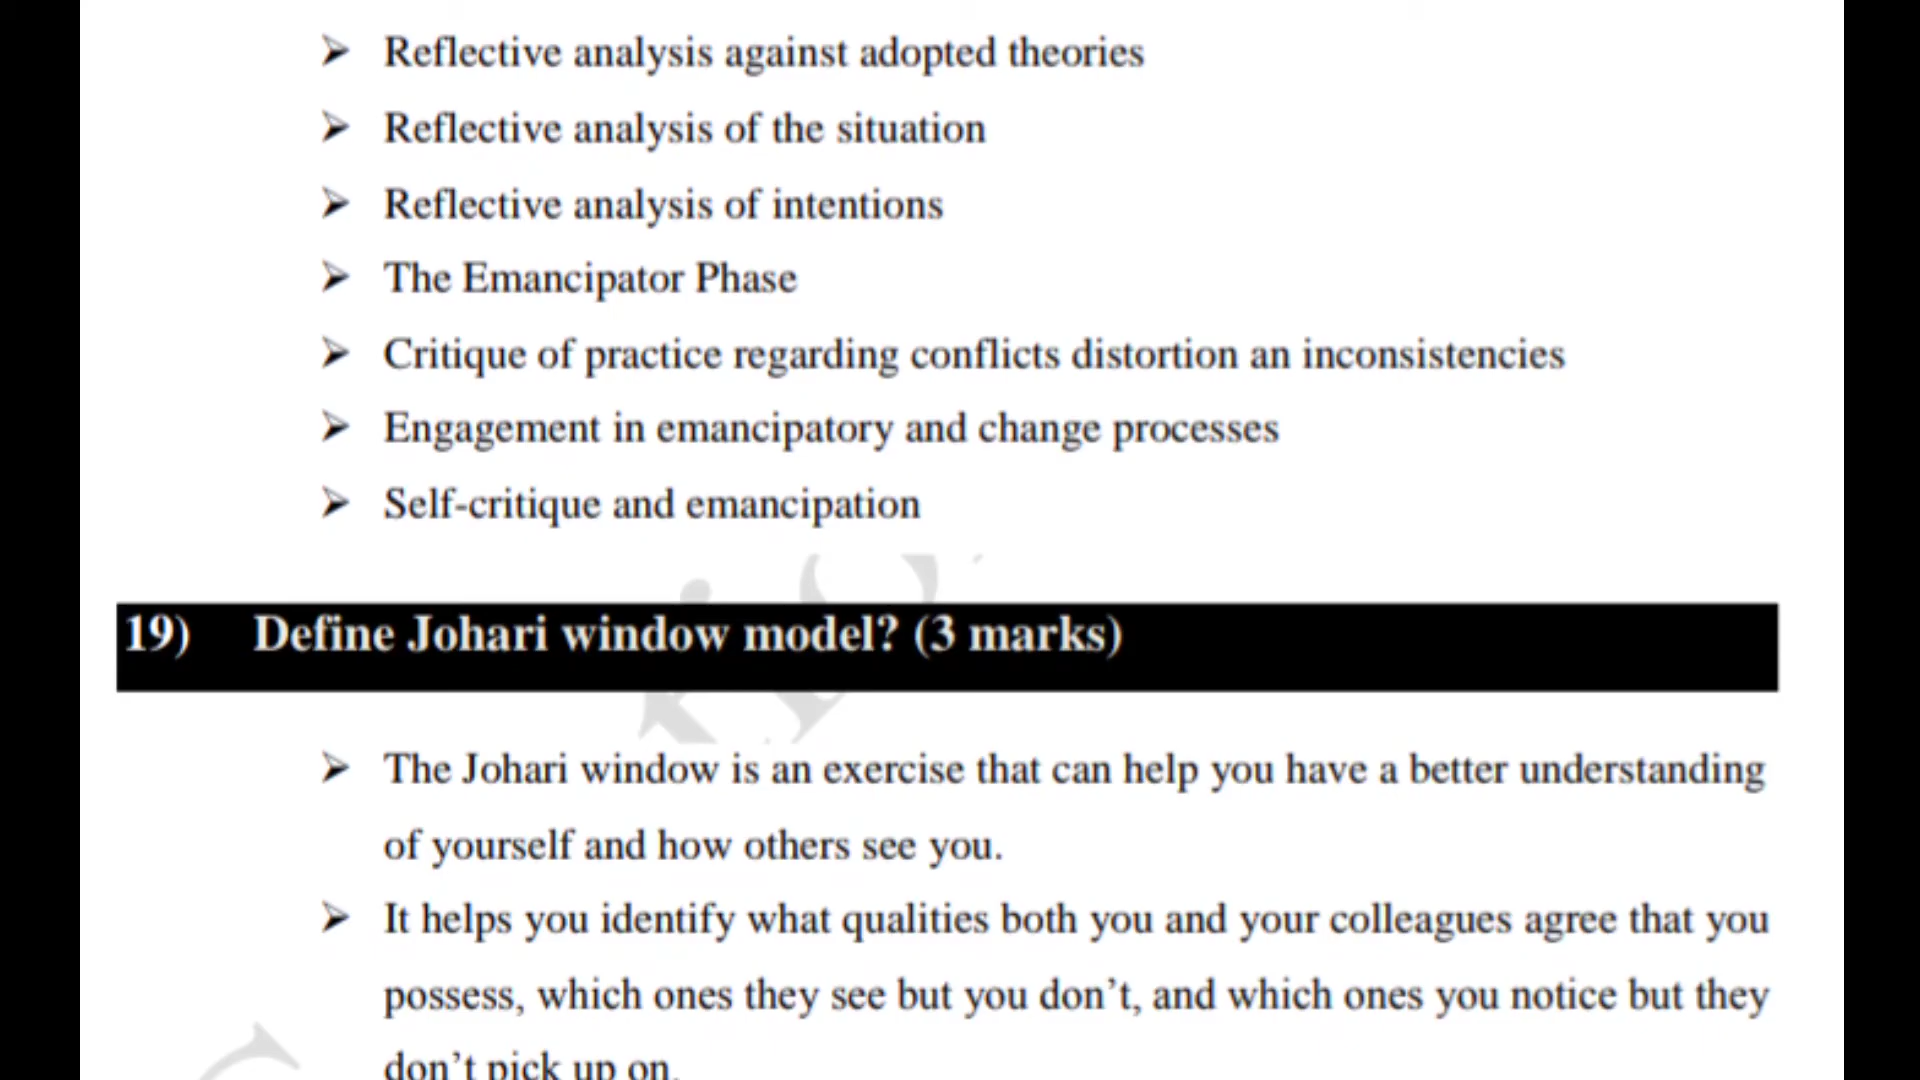 ➢ Reflective analysis against adopted theories
➢ Reflective analysis of the situation
➢ Reflective analysis of intentions
➢ The Emancipator Phase
➢ Critique of practice regarding conflicts distortion an inconsistencies
➢ Engagement in emancipatory and change processes
➢ Self-critique and emancipation
19) Define Johari window model? (3 marks)
➢ The Johari window is an exercise that can help you have a better understanding
of yourself and how others see you.
➢ It helps you identify what qualities both you and your colleagues agree that you
possess, which ones they see but you don’t, and which ones you notice but they
don’t pick up on.